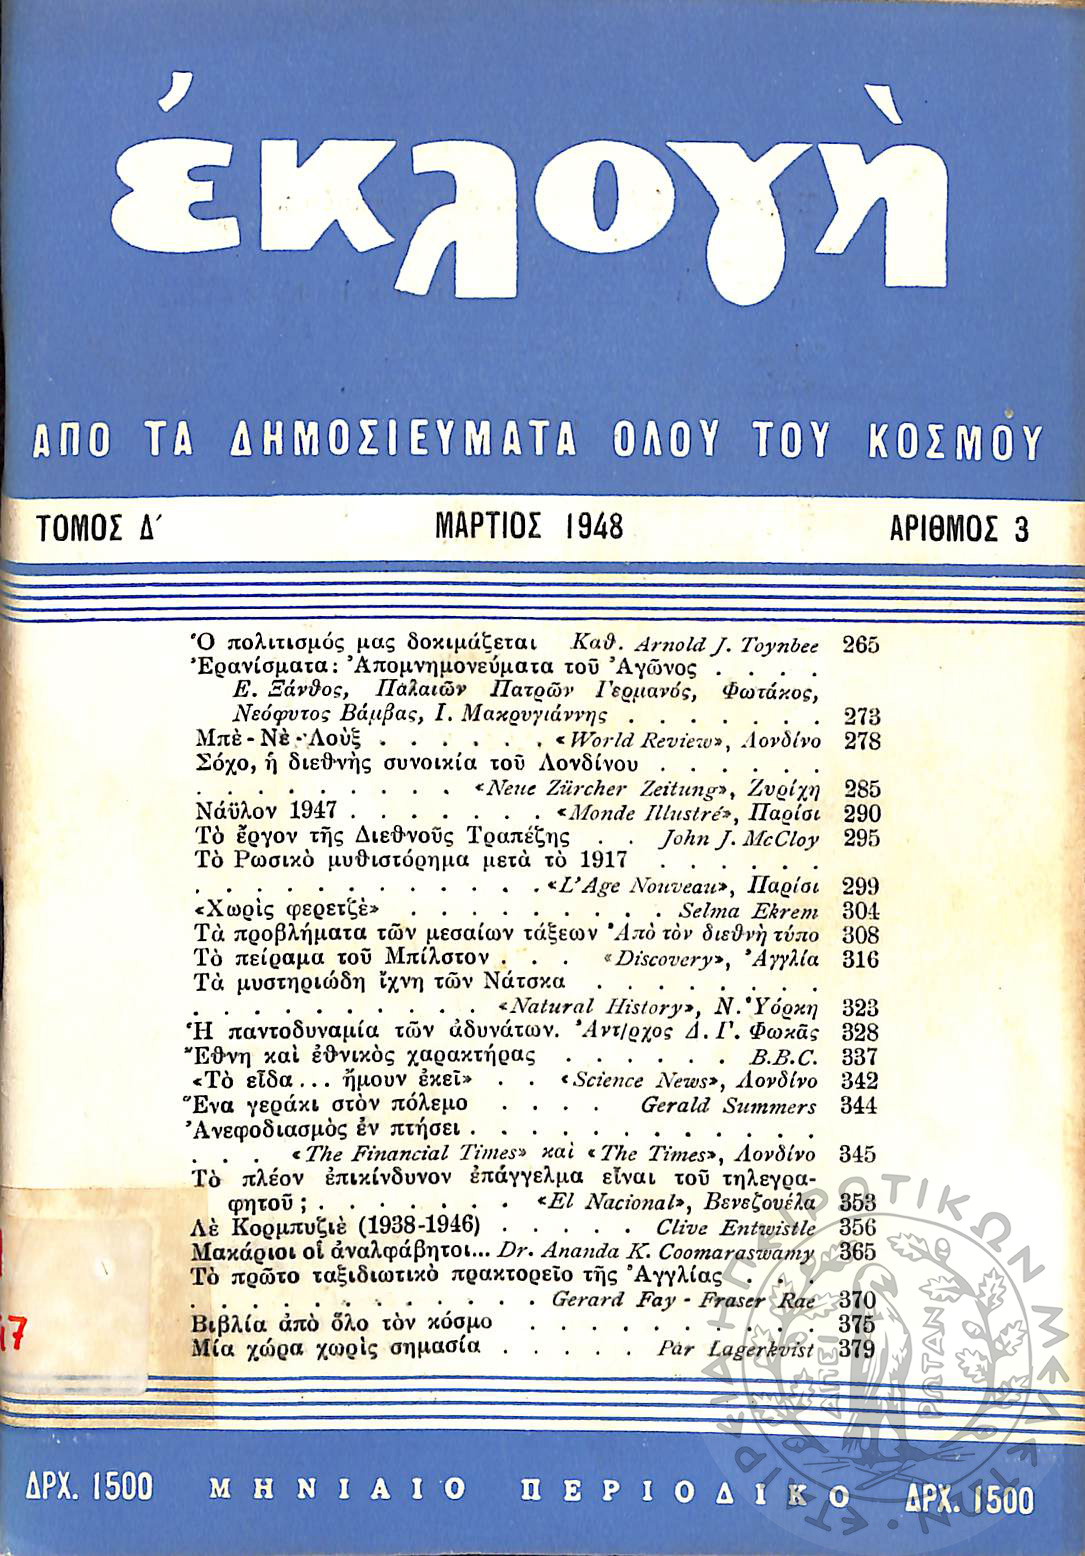 ἐκλογὴ
ΑΠΟ ΤΑ ΔΗΜΟΣΙΕΥΜΑΤΑ ΟΛΟΥ ΤΟΥ ΚΟΣΜΟΥ
ΤΟΜΟΣ Δ΄ ΜΑΡΤΙΟΣ 1948 ΑΡΙΘΜΟΣ 3
Ὁ πολιτισμός μας δοκιμάζεται Καθ. Arnold J. Toynbee 265
Ἐρανίσματα: Ἀπομνημονεύματα τοῦ Ἀγῶνος . . . .
Ε. Ξάνθος, Παλαιῶν Πατρῶν Γερμανός, Φωτάκος,
Νεόφυτος Βάμβας, Ι. Μακρυγιάννης . . . . . . . 273
Μπὲ - Νὲ - Λοὺξ . . . . . . «World Review», Λονδίνο 278
Σόχο, ἡ διεθνὴς συνοικία τοῦ Λονδίνου . . . . . .
. . . . . . . . . «Neue Zürcher Zeitung», Ζυρίχη 285
Νάϋλον 1947 . . . . . . . «Monde Illustré», Παρίσι 290
Τὸ ἔργον τῆς Διεθνοῦς Τραπέζης . . John J. McCloy 295
Τὸ Ρωσικὸ μυθιστόρημα μετὰ τὸ 1917 . . . . . .
. . . . . . . . . . . . «L'Age Nouveau», Παρίσι 299
«Χωρὶς φερετζὲ» . . . . . . . . . Selma Ekrem 304
Τὰ προβλήματα τῶν μεσαίων τάξεων Ἀπὸ τὸν διεθνὴ τύπο 308
Τὸ πείραμα τοῦ Μπίλστον . . . «Discovery», Ἀγγλία 316
Τὰ μυστηριώδη ἴχνη τῶν Νάτσκα . . . . . . . .
. . . . . . . . . . «Natural History», Ν. Ὑόρκη 323
Ἡ παντοδυναμία τῶν ἀδυνάτων. Ἀντ/ρχος Δ. Γ. Φωκᾶς 328
Ἔθνη καὶ ἐθνικὸς χαρακτήρας . . . . . . B.B.C. 337
«Τὸ εἶδα... ἤμουν ἐκεῖ» . . «Science News», Λονδίνο 342
Ἕνα γεράκι στὸν πόλεμο . . . . Gerald Summers 344
Ἀνεφοδιασμὸς ἐν πτήσει . . . . . . . . . . . .
. . . «The Financial Times» καὶ «The Times», Λονδίνο 345
Τὸ πλέον ἐπικίνδυνον ἐπάγγελμα εἶναι τοῦ τηλεγρα-
φητοῦ; . . . . . . . «El Nacional», Βενεζουέλα 353
Λὲ Κορμπυζιὲ (1938-1946) . . . . . Clive Entwistle 356
Μακάριοι οἱ ἀναλφάβητοι... Dr. Ananda K. Coomaraswamy 365
Τὸ πρῶτο ταξιδιωτικὸ πρακτορεῖο τῆς Ἀγγλίας . . .
. . . . . . . . . . . . Gerard Fay - Fraser Rae 370
Βιβλία ἀπὸ ὅλο τὸν κόσμο . . . . . . . . . . 375
Μία χώρα χωρὶς σημασία . . . . . Pär Lagerkvist 379
17
ΕΤΑΙΡΕΙΑ ΗΠΕΙΡΩΤΙΚΩΝ ΜΕΛΕΤΩΝ
ΑΠΕΙ ΡΩΤΑΝ
ΔΡΧ. 1500 ΜΗΝΙΑΙΟ ΠΕΡΙΟΔΙΚΟ ΔΡΧ. 1500